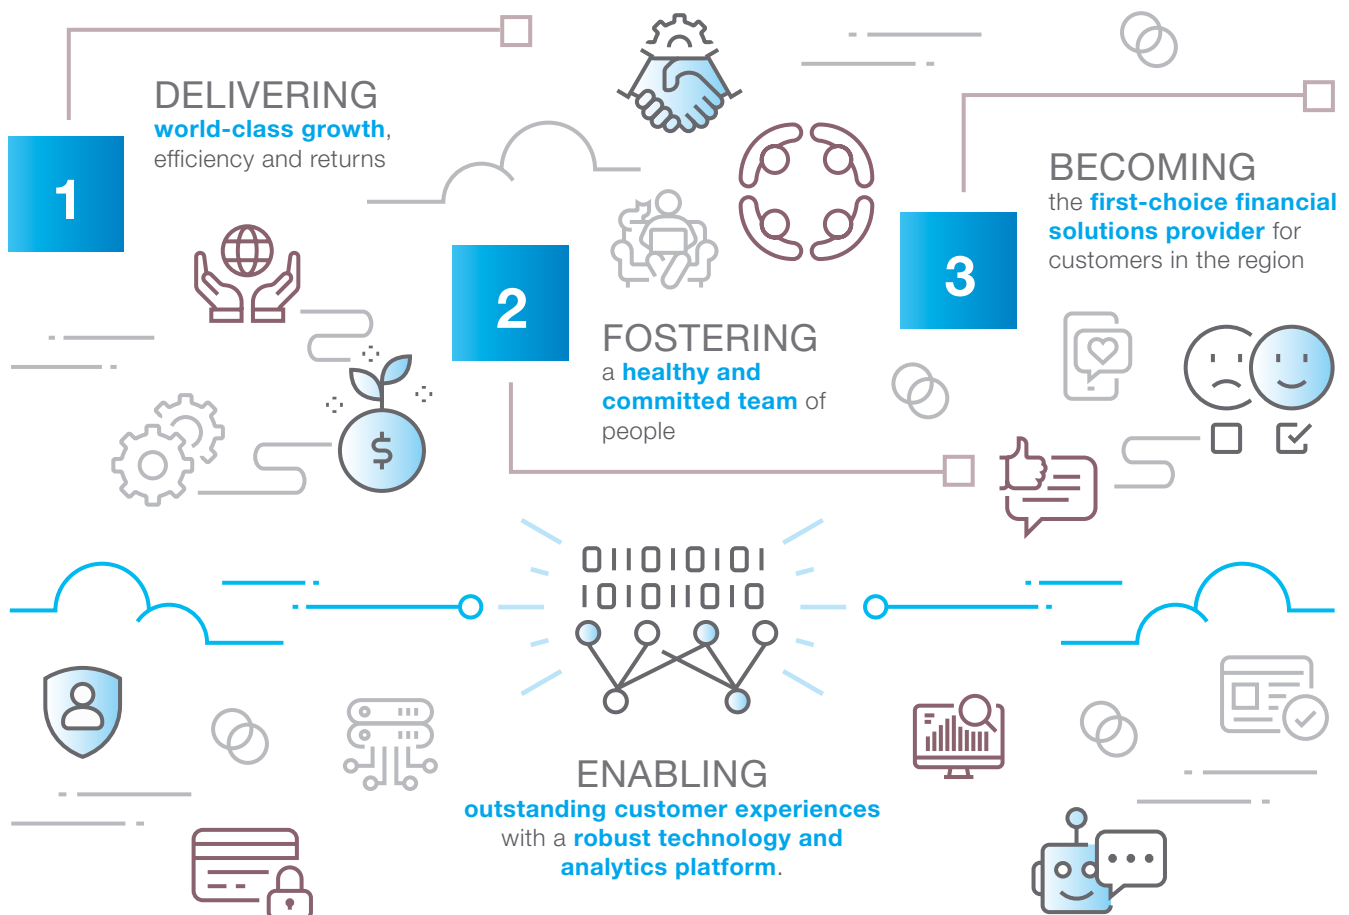 1
DELIVERING
world-class growth,
efficiency and returns
2
FOSTERING
a healthy and
committed team of
people
3
BECOMING
the first-choice financial
solutions provider for
customers in the region
$
01101010I
101011010
ENABLING
outstanding customer experiences
with a robust technology and
analytics platform.